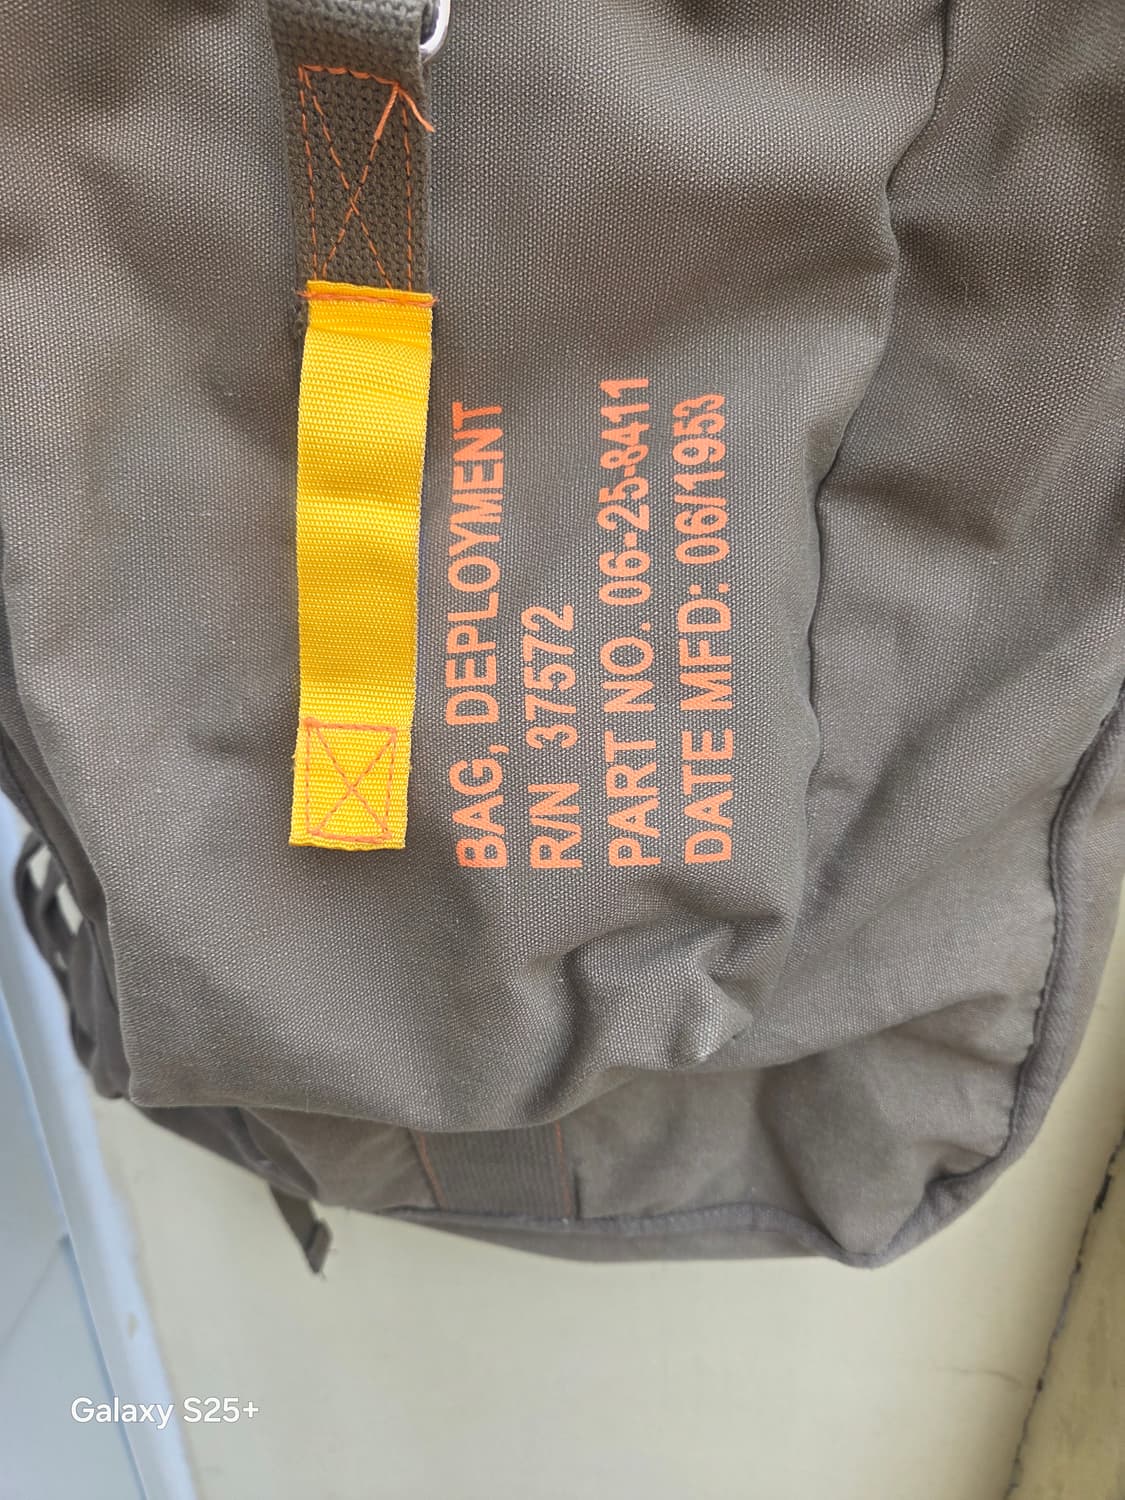 BAG, DEPLOYMENT
R/N 37572
PART NO. 06-25-8411
DATE MFD: 06/1953
Galaxy S25+